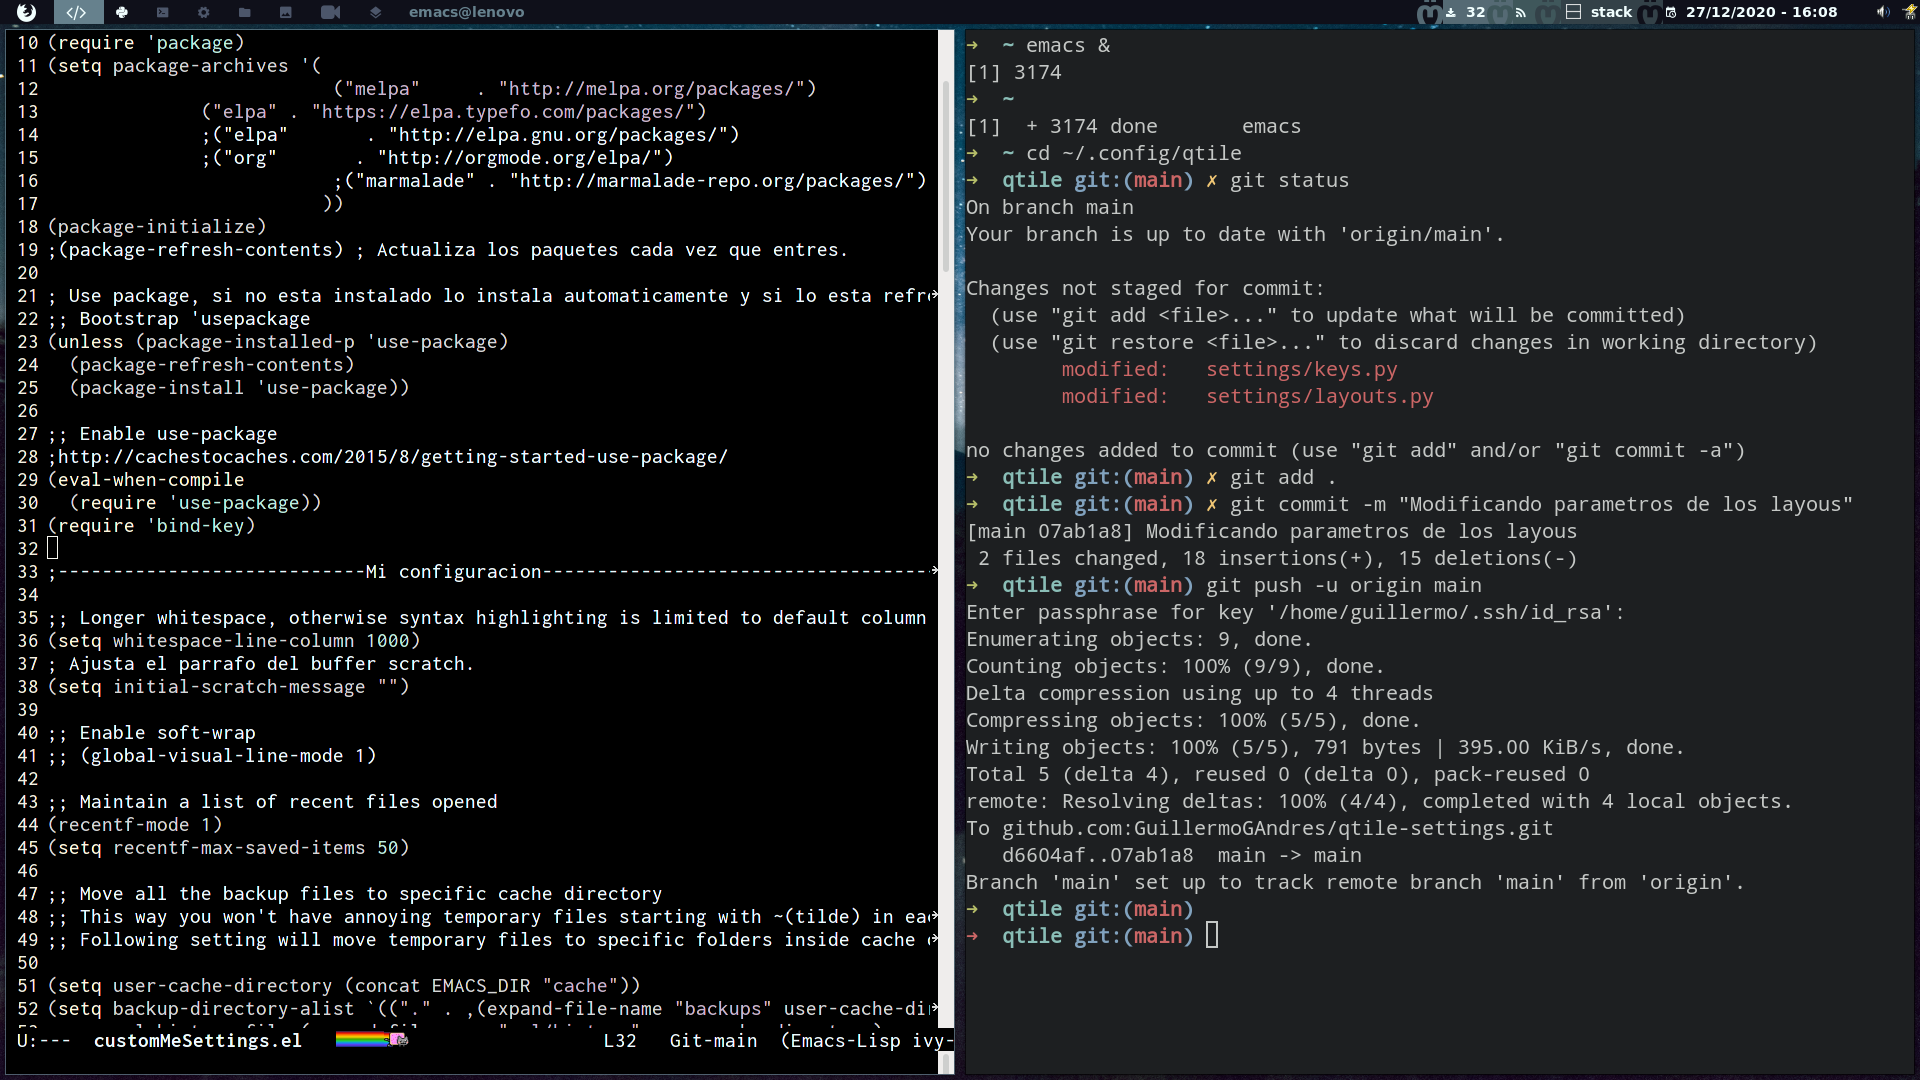 </> emacs@lenovo 32 stack 27/12/2020 - 16:08
10 (require 'package)
11 (setq package-archives '(
12 ("melpa" . "http://melpa.org/packages/")
13 ("elpa" . "https://elpa.typefo.com/packages/")
14 ;("elpa" . "http://elpa.gnu.org/packages/")
15 ;("org" . "http://orgmode.org/elpa/")
16 ;("marmalade" . "http://marmalade-repo.org/packages/")
17 ))
18 (package-initialize)
19 ;(package-refresh-contents) ; Actualiza los paquetes cada vez que entres.
20
21 ; Use package, si no esta instalado lo instala automaticamente y si lo esta refr
22 ;; Bootstrap 'usepackage
23 (unless (package-installed-p 'use-package)
24 (package-refresh-contents)
25 (package-install 'use-package))
26
27 ;; Enable use-package
28 ;http://cachestocaches.com/2015/8/getting-started-use-package/
29 (eval-when-compile
30 (require 'use-package))
31 (require 'bind-key)
32
33 ;----------------------------Mi configuracion-----------------------------------
34
35 ;; Longer whitespace, otherwise syntax highlighting is limited to default column
36 (setq whitespace-line-column 1000)
37 ; Ajusta el parrafo del buffer scratch.
38 (setq initial-scratch-message "")
39
40 ;; Enable soft-wrap
41 ;; (global-visual-line-mode 1)
42
43 ;; Maintain a list of recent files opened
44 (recentf-mode 1)
45 (setq recentf-max-saved-items 50)
46
47 ;; Move all the backup files to specific cache directory
48 ;; This way you won't have annoying temporary files starting with ~(tilde) in ea
49 ;; Following setting will move temporary files to specific folders inside cache
50
51 (setq user-cache-directory (concat EMACS_DIR "cache"))
52 (setq backup-directory-alist `(("." . ,(expand-file-name "backups" user-cache-di
U:--- customMeSettings.el L32 Git-main (Emacs-Lisp ivy-
➜ ~ emacs &
[1] 3174
➜ ~
[1] + 3174 done emacs
➜ ~ cd ~/.config/qtile
➜ qtile git:(main) ✗ git status
On branch main
Your branch is up to date with 'origin/main'.
Changes not staged for commit:
(use "git add <file>..." to update what will be committed)
(use "git restore <file>..." to discard changes in working directory)
modified: settings/keys.py
modified: settings/layouts.py
no changes added to commit (use "git add" and/or "git commit -a")
➜ qtile git:(main) ✗ git add .
➜ qtile git:(main) ✗ git commit -m "Modificando parametros de los layous"
[main 07ab1a8] Modificando parametros de los layous
2 files changed, 18 insertions(+), 15 deletions(-)
➜ qtile git:(main) git push -u origin main
Enter passphrase for key '/home/guillermo/.ssh/id_rsa':
Enumerating objects: 9, done.
Counting objects: 100% (9/9), done.
Delta compression using up to 4 threads
Compressing objects: 100% (5/5), done.
Writing objects: 100% (5/5), 791 bytes | 395.00 KiB/s, done.
Total 5 (delta 4), reused 0 (delta 0), pack-reused 0
remote: Resolving deltas: 100% (4/4), completed with 4 local objects.
To github.com:GuillermoGAndres/qtile-settings.git
d6604af..07ab1a8 main -> main
Branch 'main' set up to track remote branch 'main' from 'origin'.
➜ qtile git:(main)
➜ qtile git:(main)